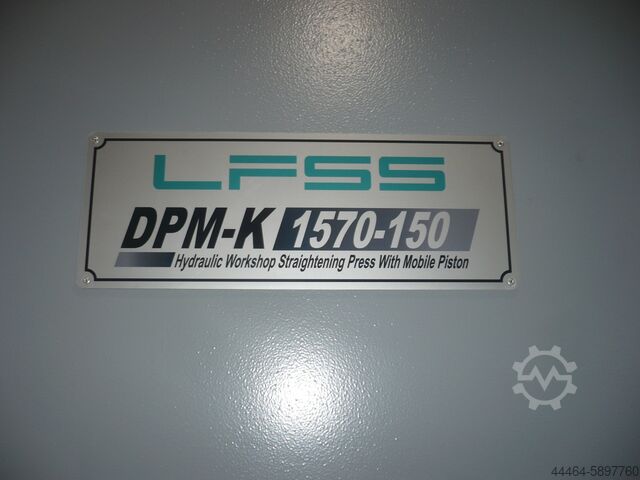 LFSS
DPM-K 1570-150
Hydraulic Workshop Straightening Press With Mobile Piston
44464-5897760